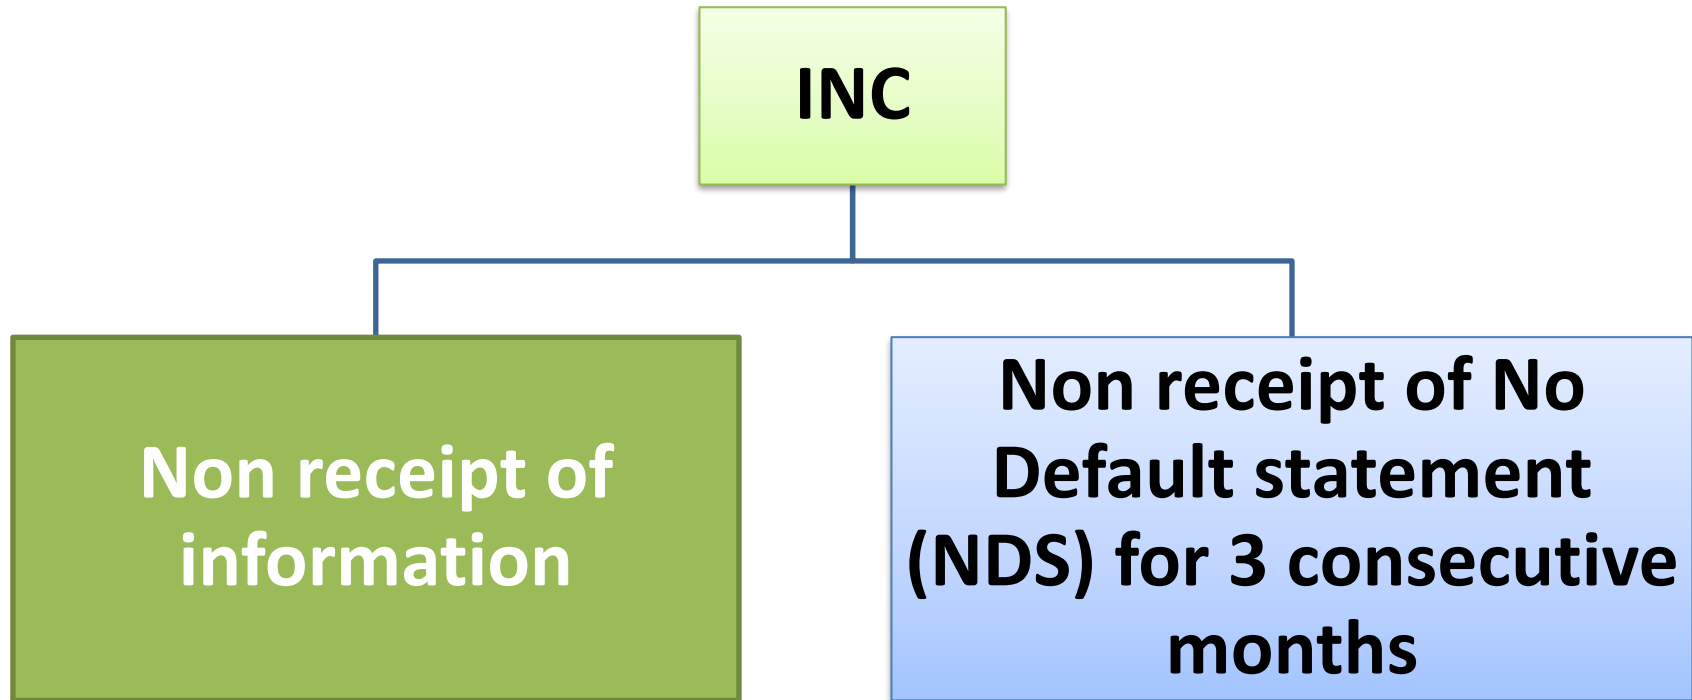 INC
Non receipt of
information
Non receipt of No
Default statement
(NDS) for 3 consecutive
months